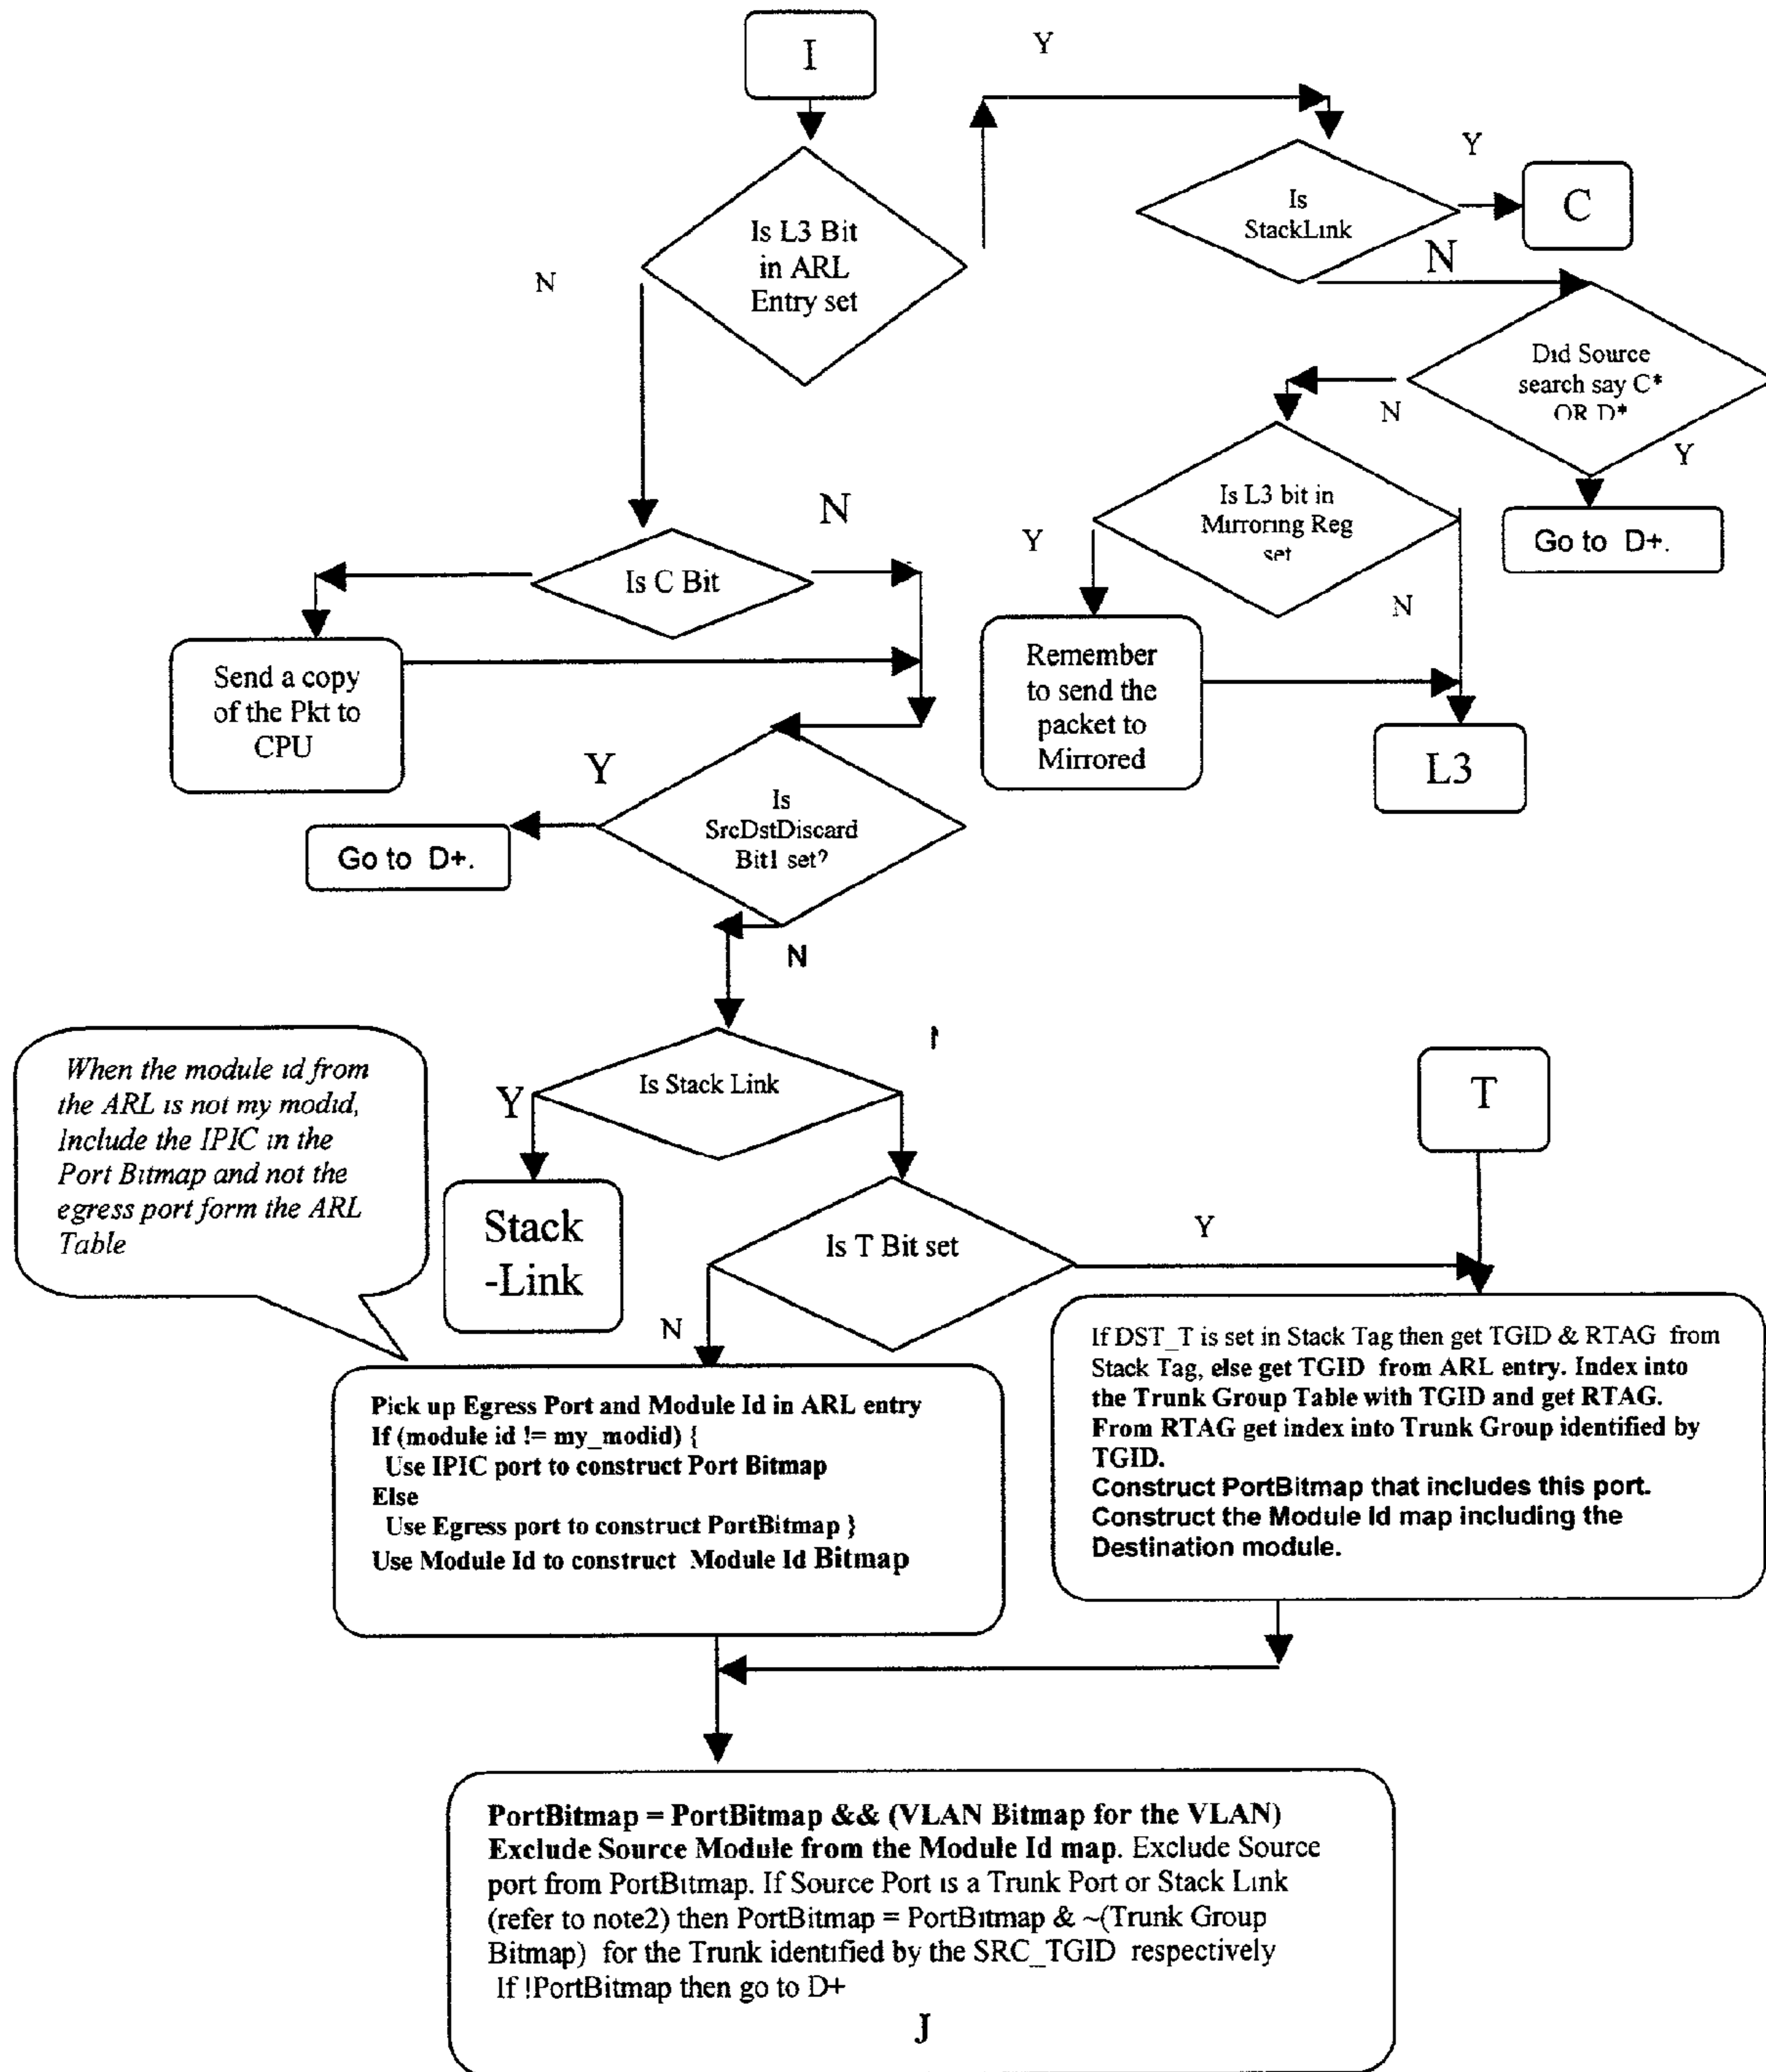 I
Y
Is L3 Bit
in ARL
Entry set
N
Is
StackLink
Y
C
N
Did Source
search say C*
OR D*
N
Y
Go to D+.
Is L3 bit in
Mirroring Reg
set
Y
N
Remember
to send the
packet to
Mirrored
L3
Is C Bit
N
Send a copy
of the Pkt to
CPU
Is
SrcDstDiscard
Bit1 set?
Y
Go to D+.
N
Is Stack Link
Y
Stack
-Link
When the module id from
the ARL is not my modid,
Include the IPIC in the
Port Bitmap and not the
egress port form the ARL
Table
T
Is T Bit set
Y
N
Pick up Egress Port and Module Id in ARL entry
If (module id != my_modid) {
Use IPIC port to construct Port Bitmap
Else
Use Egress port to construct PortBitmap }
Use Module Id to construct Module Id Bitmap
If DST_T is set in Stack Tag then get TGID & RTAG from
Stack Tag, else get TGID from ARL entry. Index into
the Trunk Group Table with TGID and get RTAG.
From RTAG get index into Trunk Group identified by
TGID.
Construct PortBitmap that includes this port.
Construct the Module Id map including the
Destination module.
PortBitmap = PortBitmap && (VLAN Bitmap for the VLAN)
Exclude Source Module from the Module Id map. Exclude Source
port from PortBitmap. If Source Port is a Trunk Port or Stack Link
(refer to note2) then PortBitmap = PortBitmap & ~(Trunk Group
Bitmap) for the Trunk identified by the SRC_TGID respectively
If !PortBitmap then go to D+
J